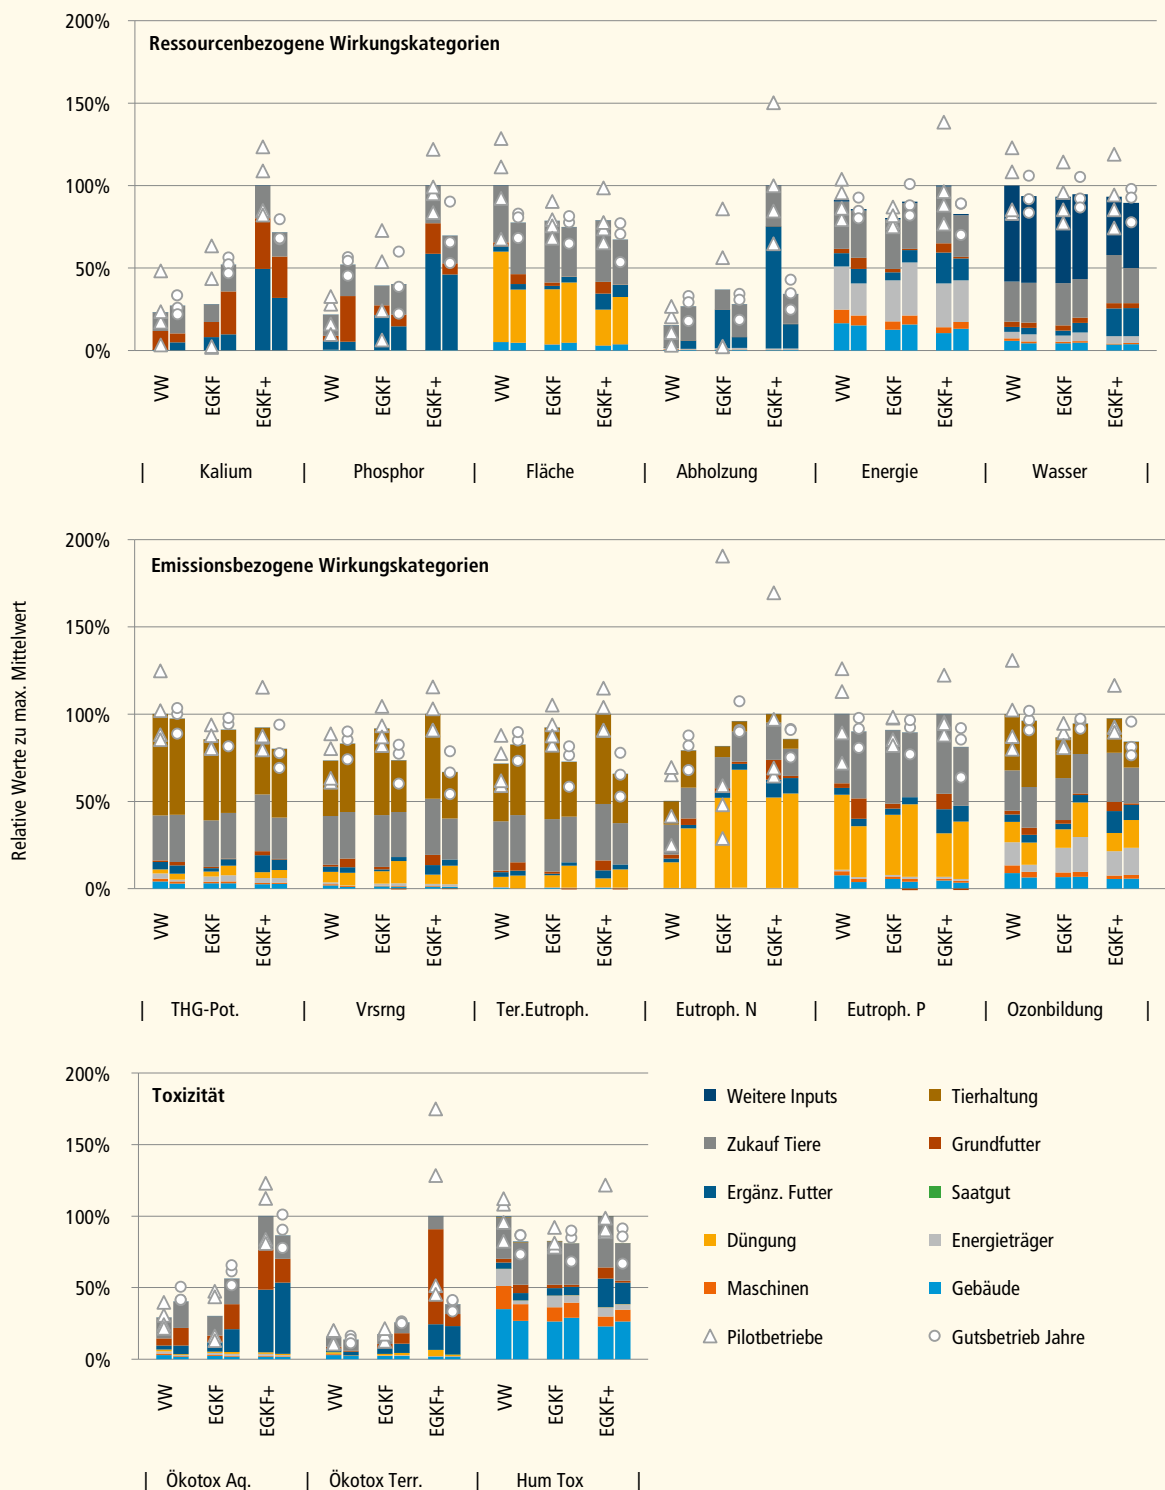 200%
Ressourcenbezogene Wirkungskategorien
150%
100%
50%
0%
VW EGKF EGKF+ VW EGKF EGKF+ VW EGKF EGKF+ VW EGKF EGKF+ VW EGKF EGKF+ VW EGKF EGKF+
| Kalium | Phosphor | Fläche | Abholzung | Energie | Wasser |
Relative Werte zu max. Mittelwert
200%
Emissionsbezogene Wirkungskategorien
150%
100%
50%
0%
VW EGKF EGKF+ VW EGKF EGKF+ VW EGKF EGKF+ VW EGKF EGKF+ VW EGKF EGKF+ VW EGKF EGKF+
| THG-Pot. | Vrsrng | Ter.Eutroph. | Eutroph. N | Eutroph. P | Ozonbildung |
200%
Toxizität
150%
100%
50%
0%
VW EGKF EGKF+ VW EGKF EGKF+ VW EGKF EGKF+
| Ökotox Aq. | Ökotox Terr. | Hum Tox |
Weitere Inputs Tierhaltung
Zukauf Tiere Grundfutter
Ergänz. Futter Saatgut
Düngung Energieträger
Maschinen Gebäude
Pilotbetriebe Gutsbetrieb Jahre